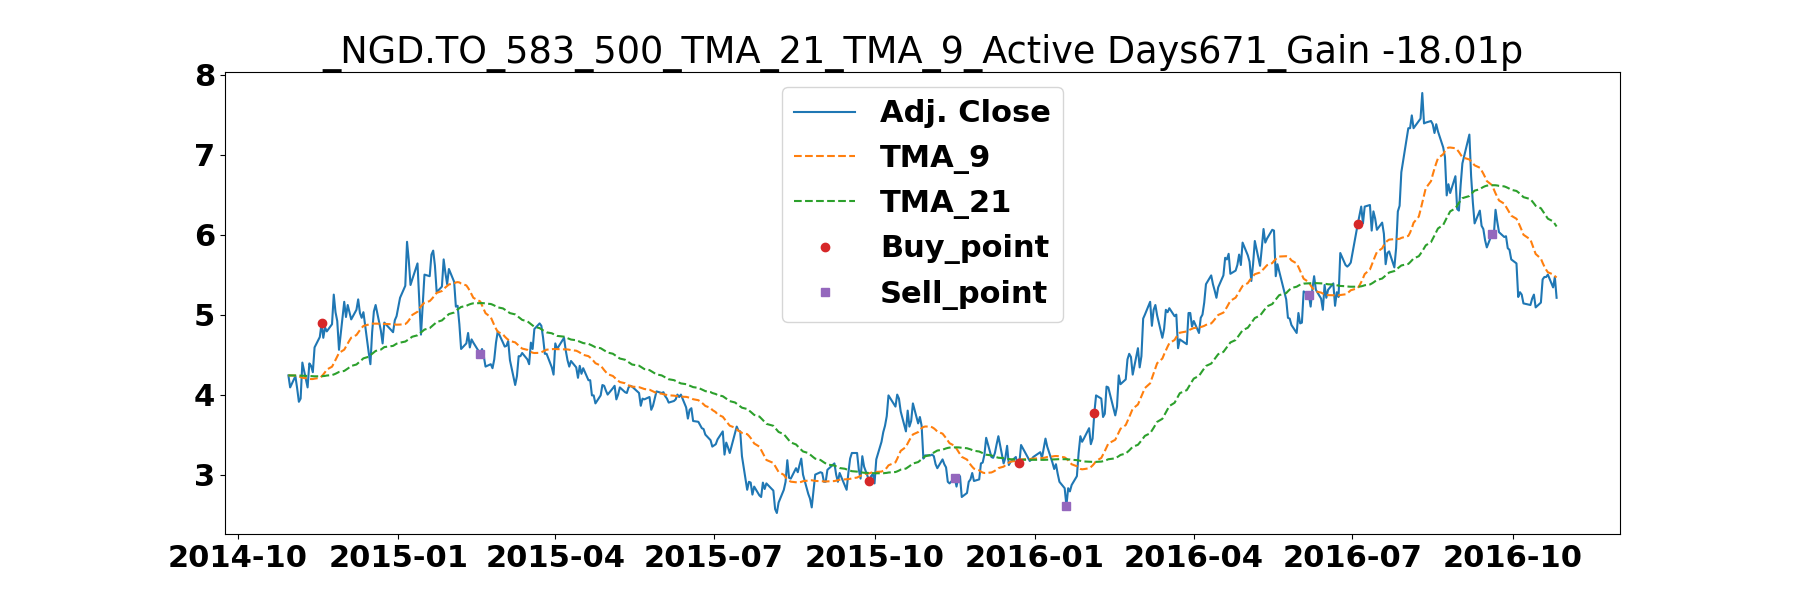 _NGD.TO_583_500_TMA_21_TMA_9_Active Days671_Gain -18.01p
8
7
6
5
4
3
Adj. Close
TMA_9
TMA_21
Buy_point
Sell_point
2014-10 2015-01 2015-04 2015-07 2015-10 2016-01 2016-04 2016-07 2016-10